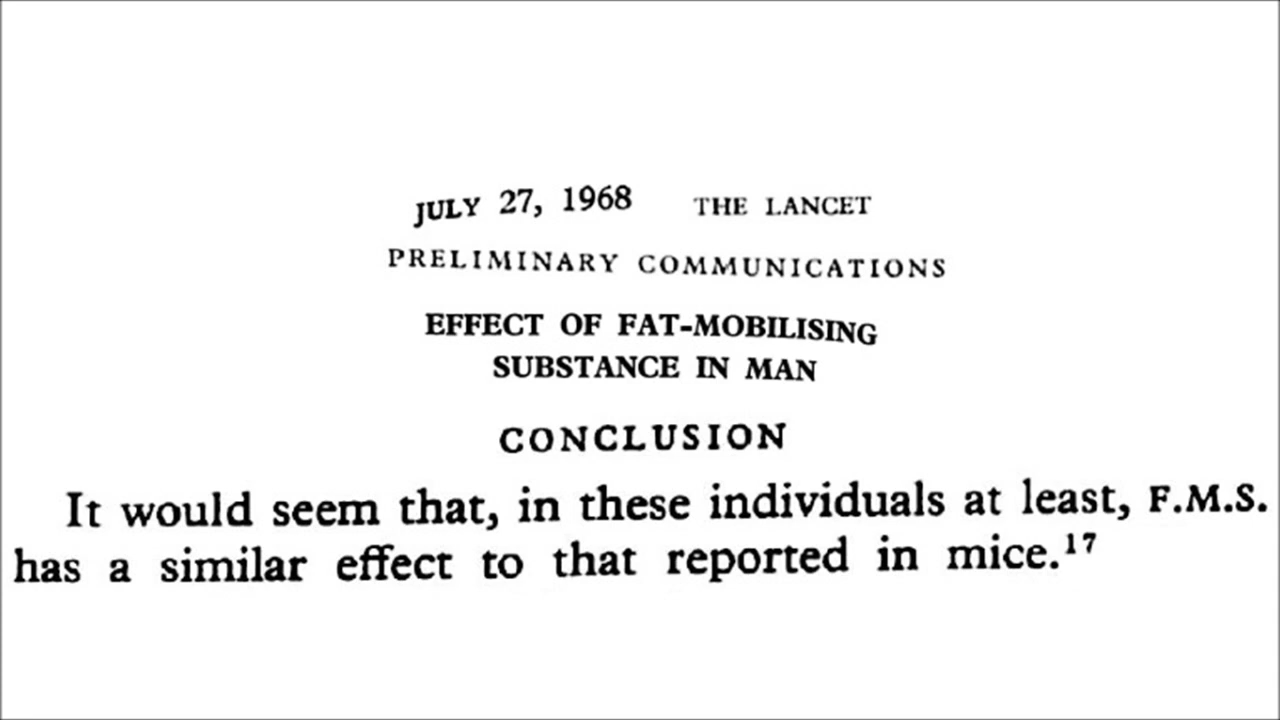 JULY 27, 1968 THE LANCET
PRELIMINARY COMMUNICATIONS
EFFECT OF FAT-MOBILISING
SUBSTANCE IN MAN
CONCLUSION
It would seem that, in these individuals at least, F.M.S.
has a similar effect to that reported in mice.¹⁷